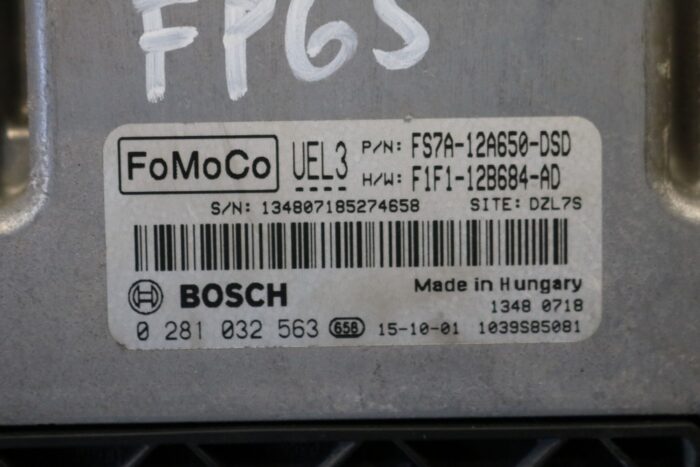 FPGS
FoMoCo UEL3 P/N: FS7A-12A650-DSD
H/W: F1F1-12B684-AD
S/N: 134807185274658 SITE: DZL7S
BOSCH Made in Hungary
1348 0718
0 281 032 563 658 15-10-01 1039S85081